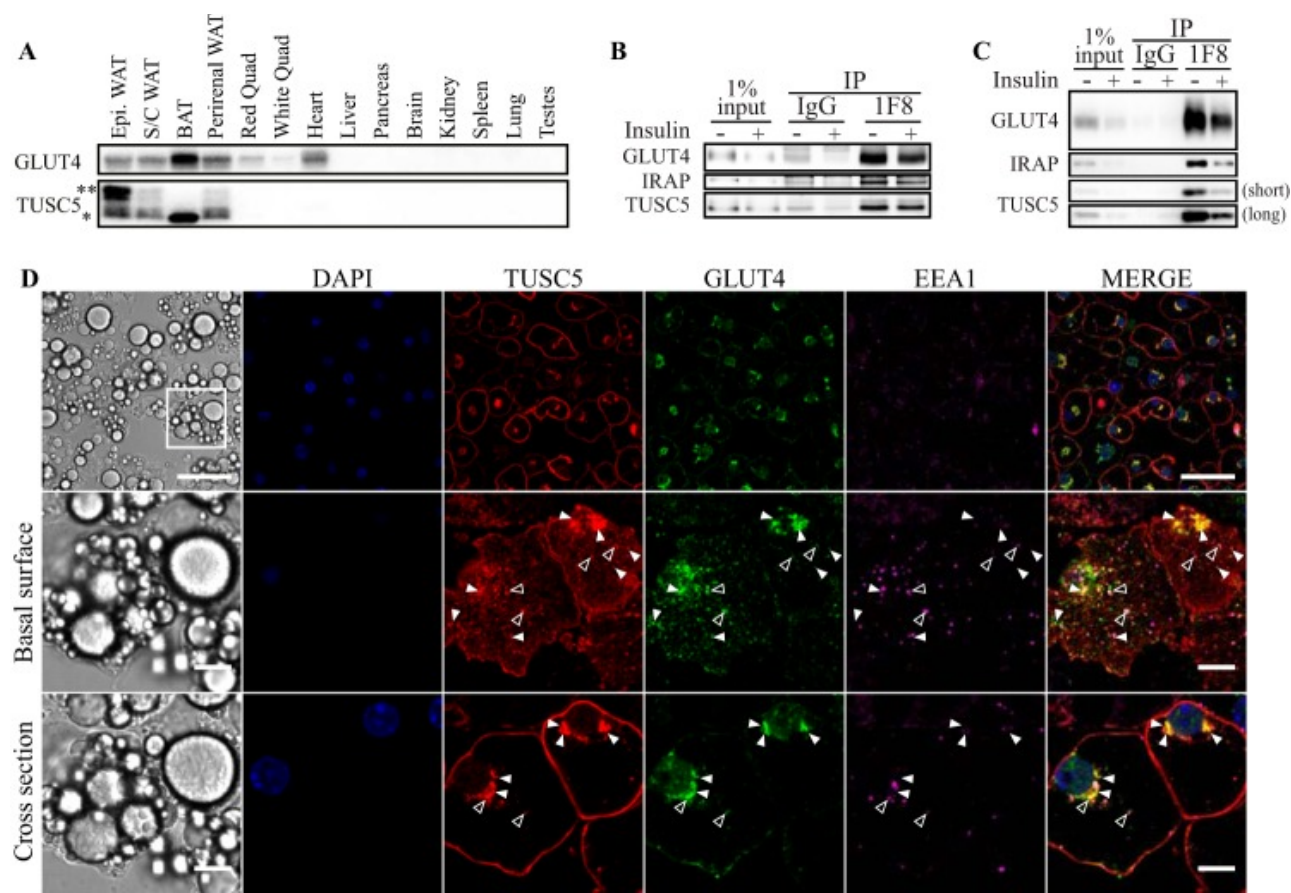 A
Epi. WAT
S/C WAT
BAT
Perirenal WAT
Red Quad
White Quad
Heart
Liver
Pancreas
Brain
Kidney
Spleen
Lung
Testes
GLUT4
**
TUSC5
*
B
1% input
IP
IgG 1F8
Insulin - + - + - +
GLUT4
IRAP
TUSC5
C
1% input
IP
IgG 1F8
Insulin - + - + - +
GLUT4
IRAP
TUSC5
(short)
(long)
D
DAPI TUSC5 GLUT4 EEA1 MERGE
Basal surface
Cross section